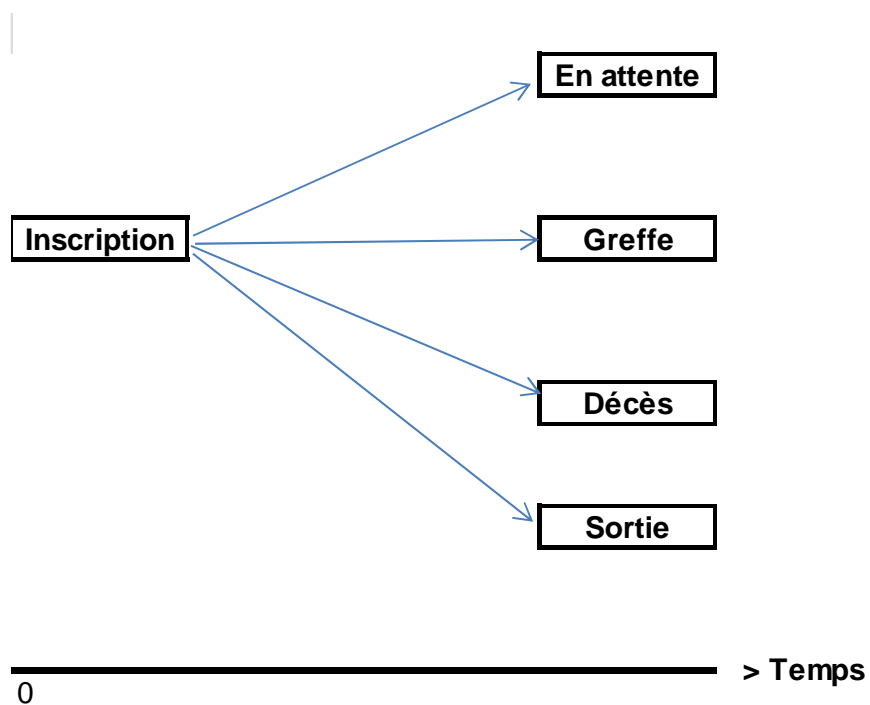 En attente
Inscription
Greffe
Décès
Sortie
> Temps
0